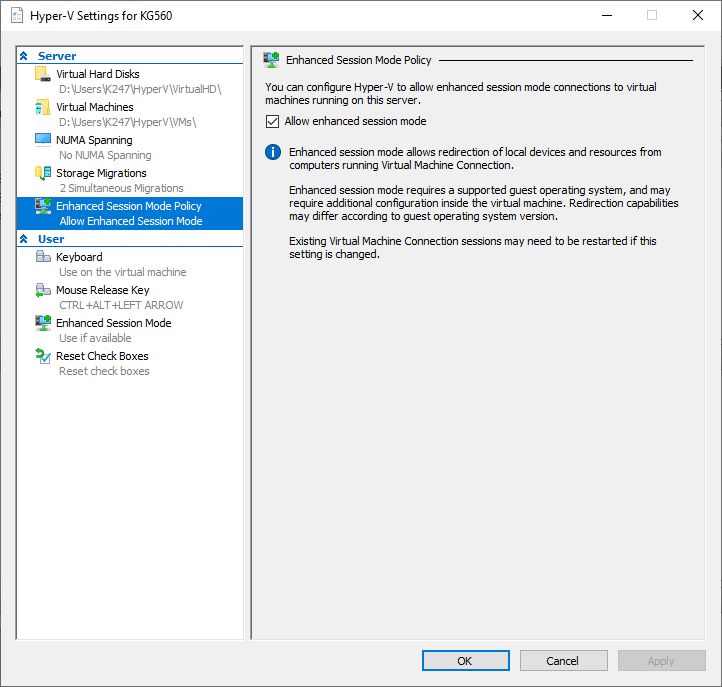 Hyper-V Settings for KG560
Server
Virtual Hard Disks
D:\Users\K247\HyperV\VirtualHD\
Virtual Machines
D:\Users\K247\HyperV\VMs\
NUMA Spanning
No NUMA Spanning
Storage Migrations
2 Simultaneous Migrations
Enhanced Session Mode Policy
Allow Enhanced Session Mode
User
Keyboard
Use on the virtual machine
Mouse Release Key
CTRL+ALT+LEFT ARROW
Enhanced Session Mode
Use if available
Reset Check Boxes
Reset check boxes
Enhanced Session Mode Policy
You can configure Hyper-V to allow enhanced session mode connections to virtual
machines running on this server.
Allow enhanced session mode
Enhanced session mode allows redirection of local devices and resources from
computers running Virtual Machine Connection.
Enhanced session mode requires a supported guest operating system, and may
require additional configuration inside the virtual machine. Redirection capabilities
may differ according to guest operating system version.
Existing Virtual Machine Connection sessions may need to be restarted if this
setting is changed.
OK
Cancel
Apply